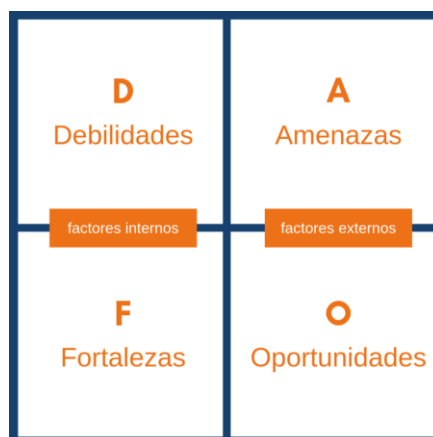 D
Debilidades
A
Amenazas
factores internos
factores externos
F
Fortalezas
O
Oportunidades